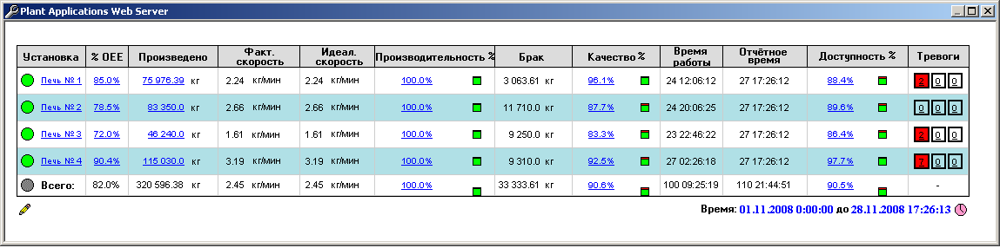 Plant Applications Web Server
Установка % OEE Произведено Факт. скорость Идеал. скорость Производительность % Брак Качество % Время работы Отчётное время Доступность % Тревоги
Печь № 1 85.0% 75 976.39 кг 2.24 кг/мин 2.24 кг/мин 100.0% 3 063.61 кг 96.1% 24 12:06:12 27 17:26:12 88.4% 2 0 0
Печь № 2 78.5% 83 350.0 кг 2.66 кг/мин 2.66 кг/мин 100.0% 11 710.0 кг 87.7% 24 20:06:25 27 17:26:12 89.6% 0 0 0
Печь № 3 72.0% 46 240.0 кг 1.61 кг/мин 1.61 кг/мин 100.0% 9 250.0 кг 83.3% 23 22:46:22 27 17:26:12 86.4% 2 0 0
Печь № 4 90.4% 115 030.0 кг 3.19 кг/мин 3.19 кг/мин 100.0% 9 310.0 кг 92.5% 27 02:26:18 27 17:26:12 97.7% 7 0 0
Всего: 82.0% 320 596.38 кг 2.45 кг/мин 2.45 кг/мин 100.0% 33 333.61 кг 90.6% 100 09:25:19 110 21:44:51 90.5% -
Время: 01.11.2008 0:00:00 до 28.11.2008 17:26:13